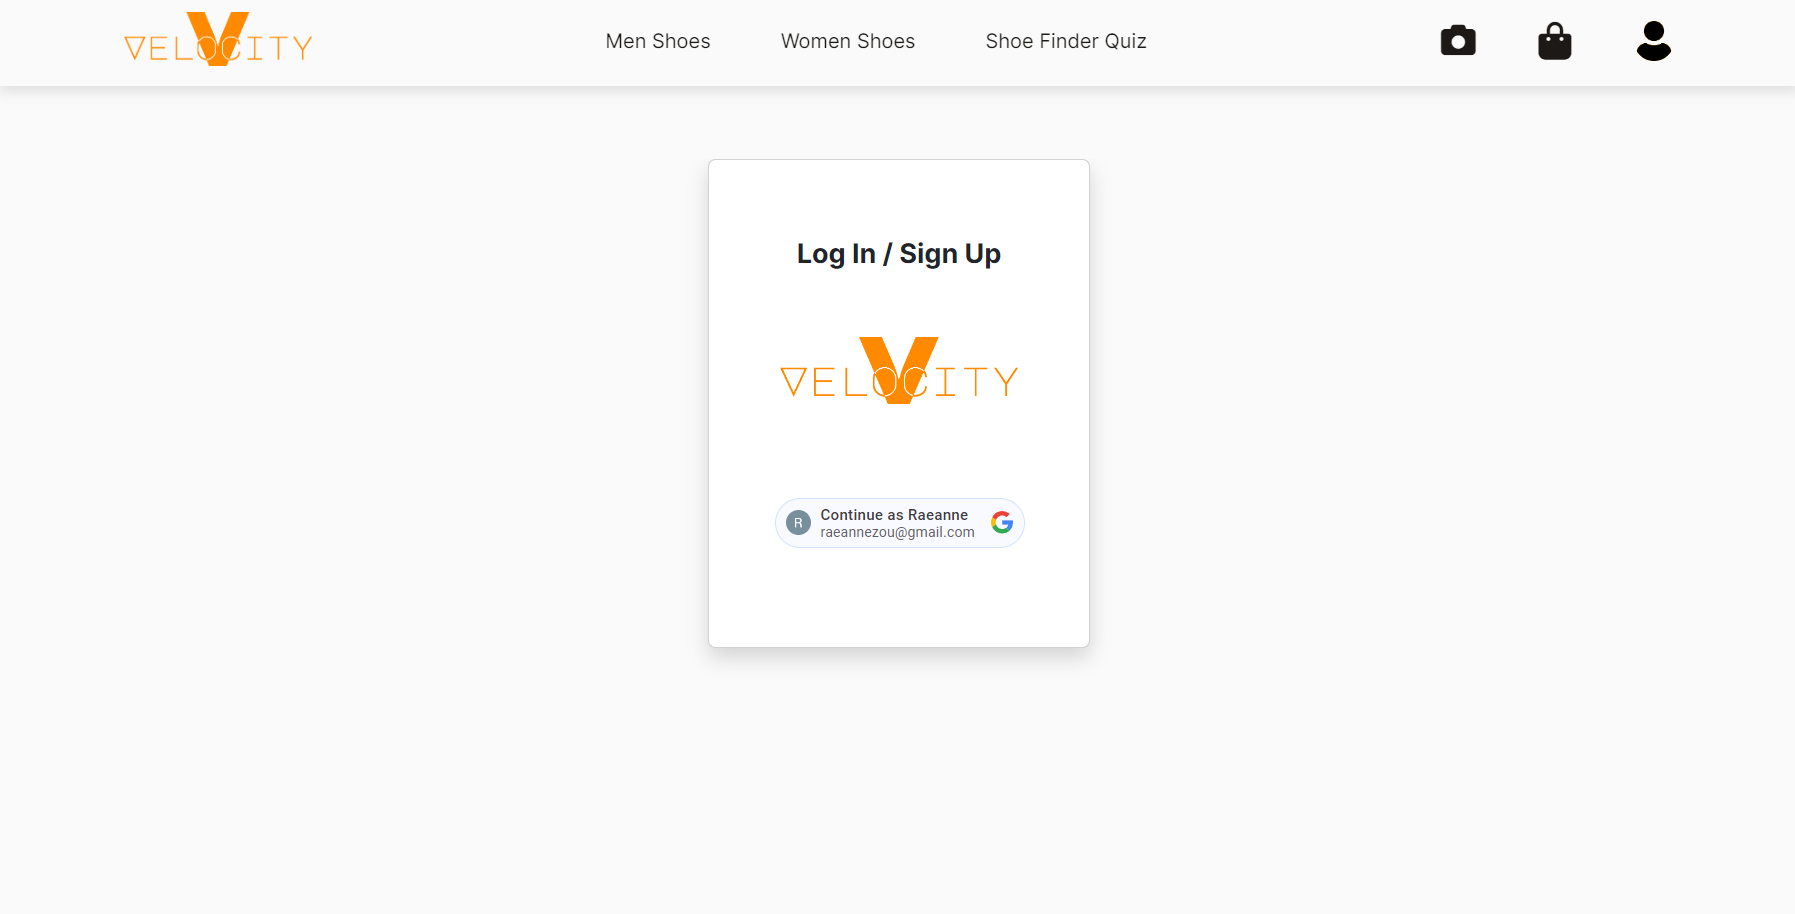 VELOCITY
Men Shoes
Women Shoes
Shoe Finder Quiz
Log In / Sign Up
VELOCITY
R
Continue as Raeanne
raeannezou@gmail.com